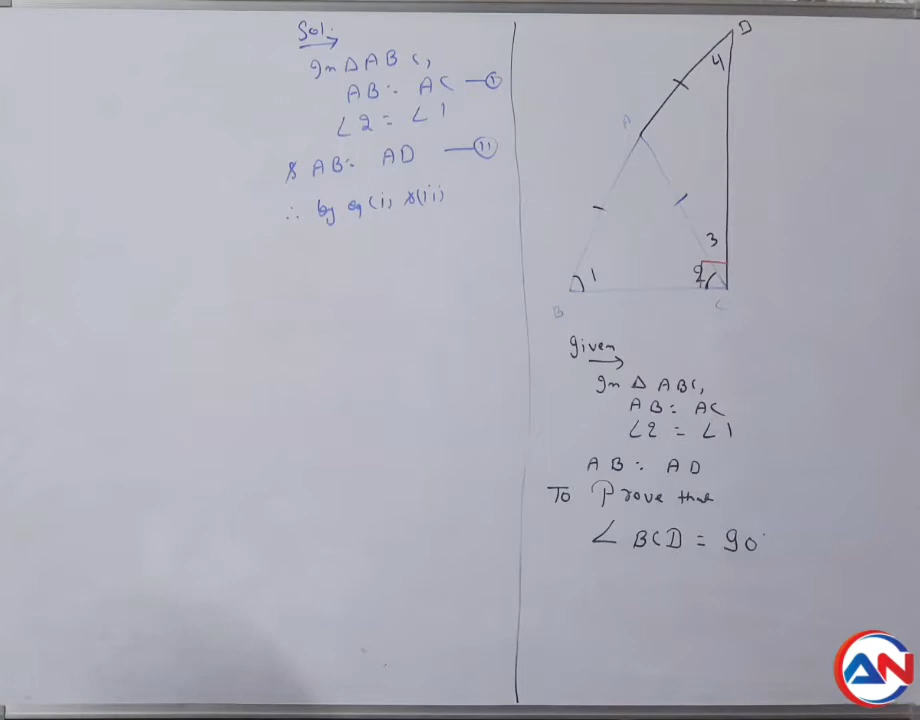 Sol.
In Δ ABC,
AB = AC —(i)
∠2 = ∠1
& AB = AD —(ii)
∴ by eq (i) & (ii)
D
4
A
3
2
1
B
C
given
In Δ ABC,
AB = AC
∠2 = ∠1
AB = AD
To Prove that
∠ BCD = 90°
AN